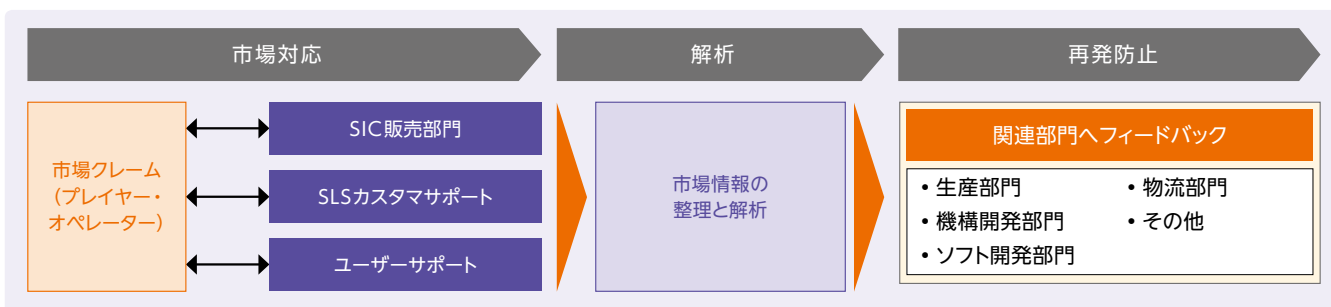 市場対応
解析
再発防止
市場クレーム
（プレイヤー・
オペレーター）
SIC販売部門
SLSカスタマサポート
ユーザーサポート
市場情報の
整理と解析
関連部門へフィードバック
• 生産部門
• 機構開発部門
• ソフト開発部門
• 物流部門
• その他